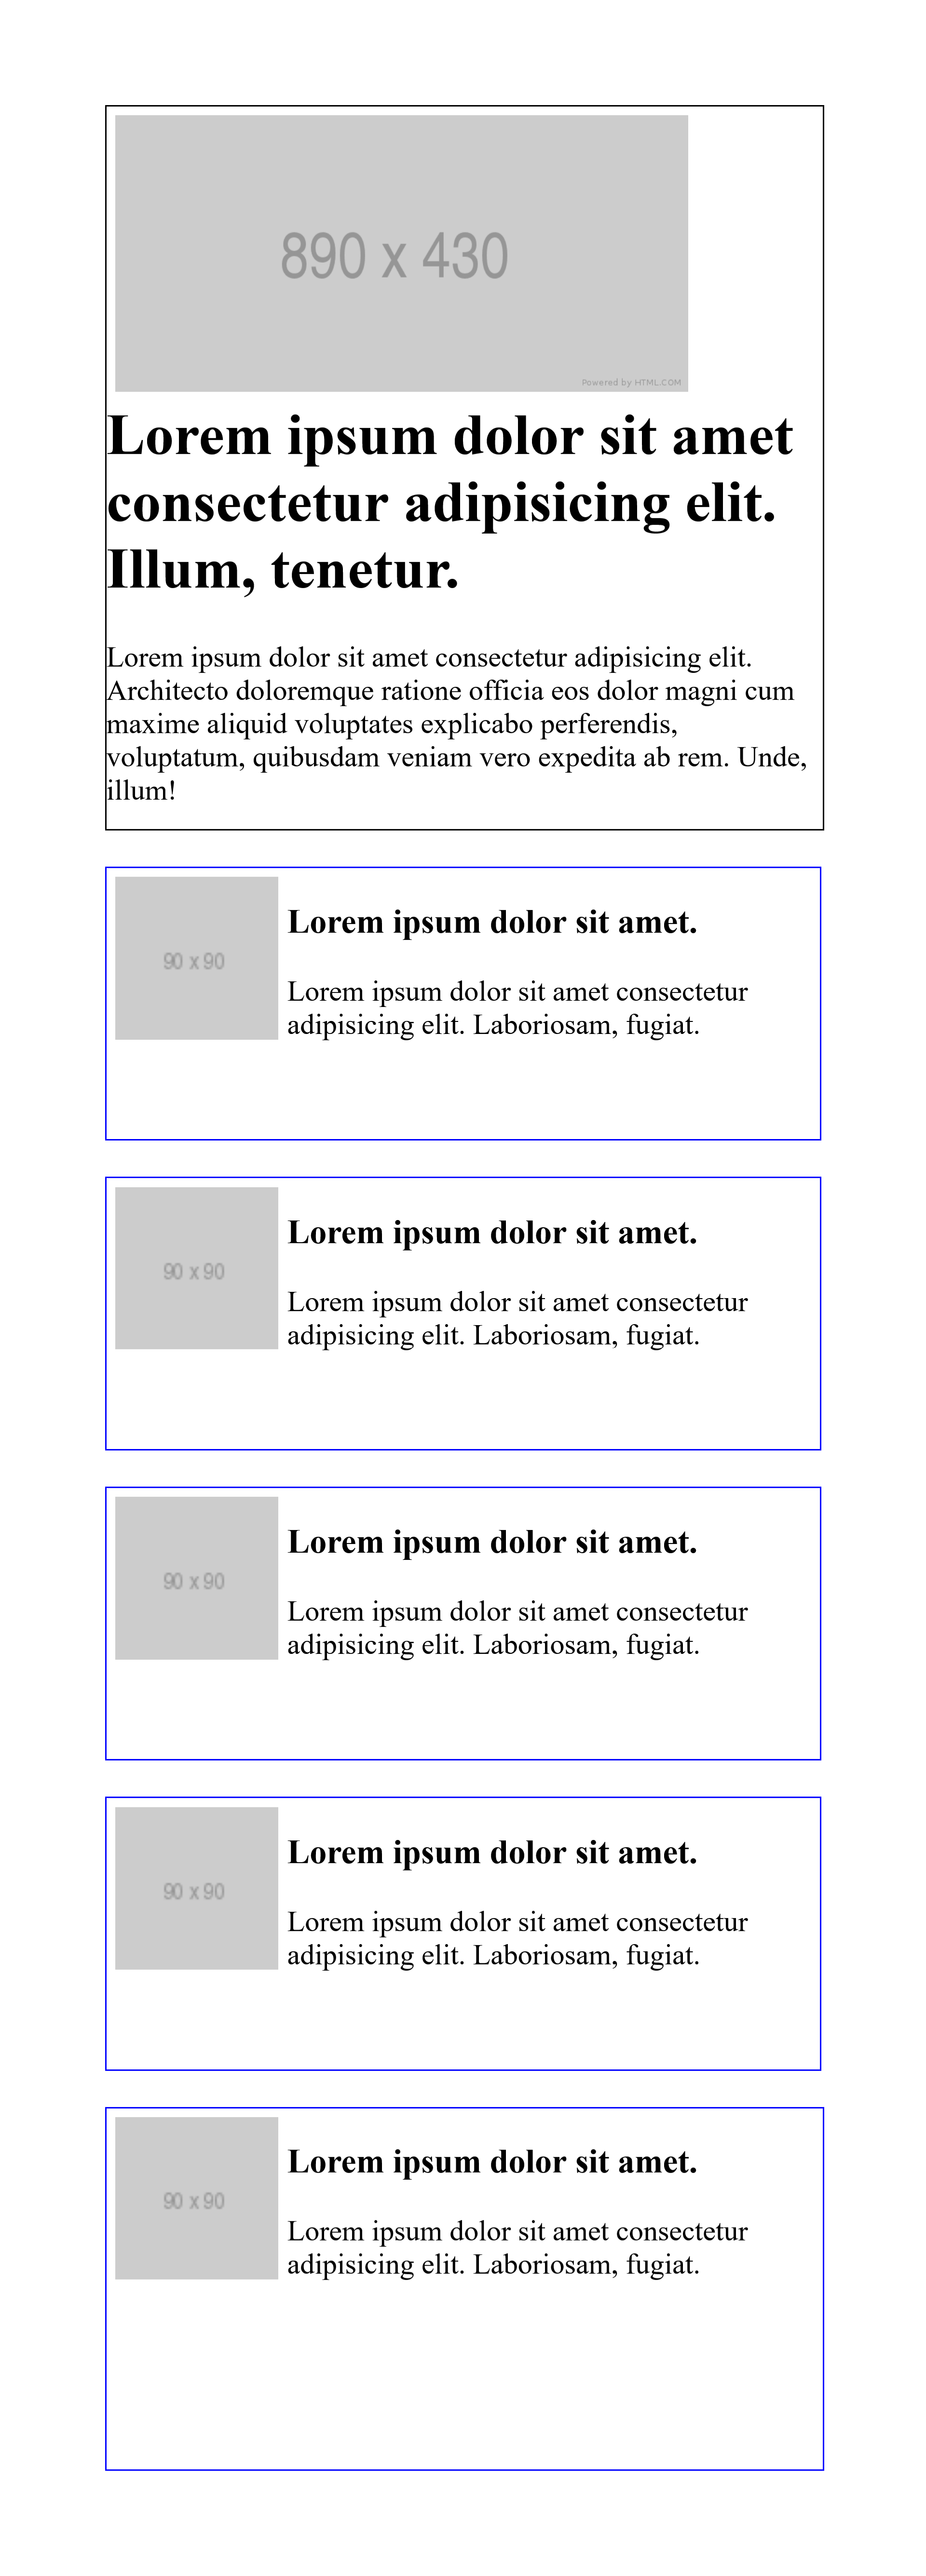 890 x 430
Powered by HTML.COM
Lorem ipsum dolor sit amet
consectetur adipisicing elit.
Illum, tenetur.
Lorem ipsum dolor sit amet consectetur adipisicing elit.
Architecto doloremque ratione officia eos dolor magni cum
maxime aliquid voluptates explicabo perferendis,
voluptatum, quibusdam veniam vero expedita ab rem. Unde,
illum!
90 x 90
Lorem ipsum dolor sit amet.
Lorem ipsum dolor sit amet consectetur
adipisicing elit. Laboriosam, fugiat.
90 x 90
Lorem ipsum dolor sit amet.
Lorem ipsum dolor sit amet consectetur
adipisicing elit. Laboriosam, fugiat.
90 x 90
Lorem ipsum dolor sit amet.
Lorem ipsum dolor sit amet consectetur
adipisicing elit. Laboriosam, fugiat.
90 x 90
Lorem ipsum dolor sit amet.
Lorem ipsum dolor sit amet consectetur
adipisicing elit. Laboriosam, fugiat.
90 x 90
Lorem ipsum dolor sit amet.
Lorem ipsum dolor sit amet consectetur
adipisicing elit. Laboriosam, fugiat.